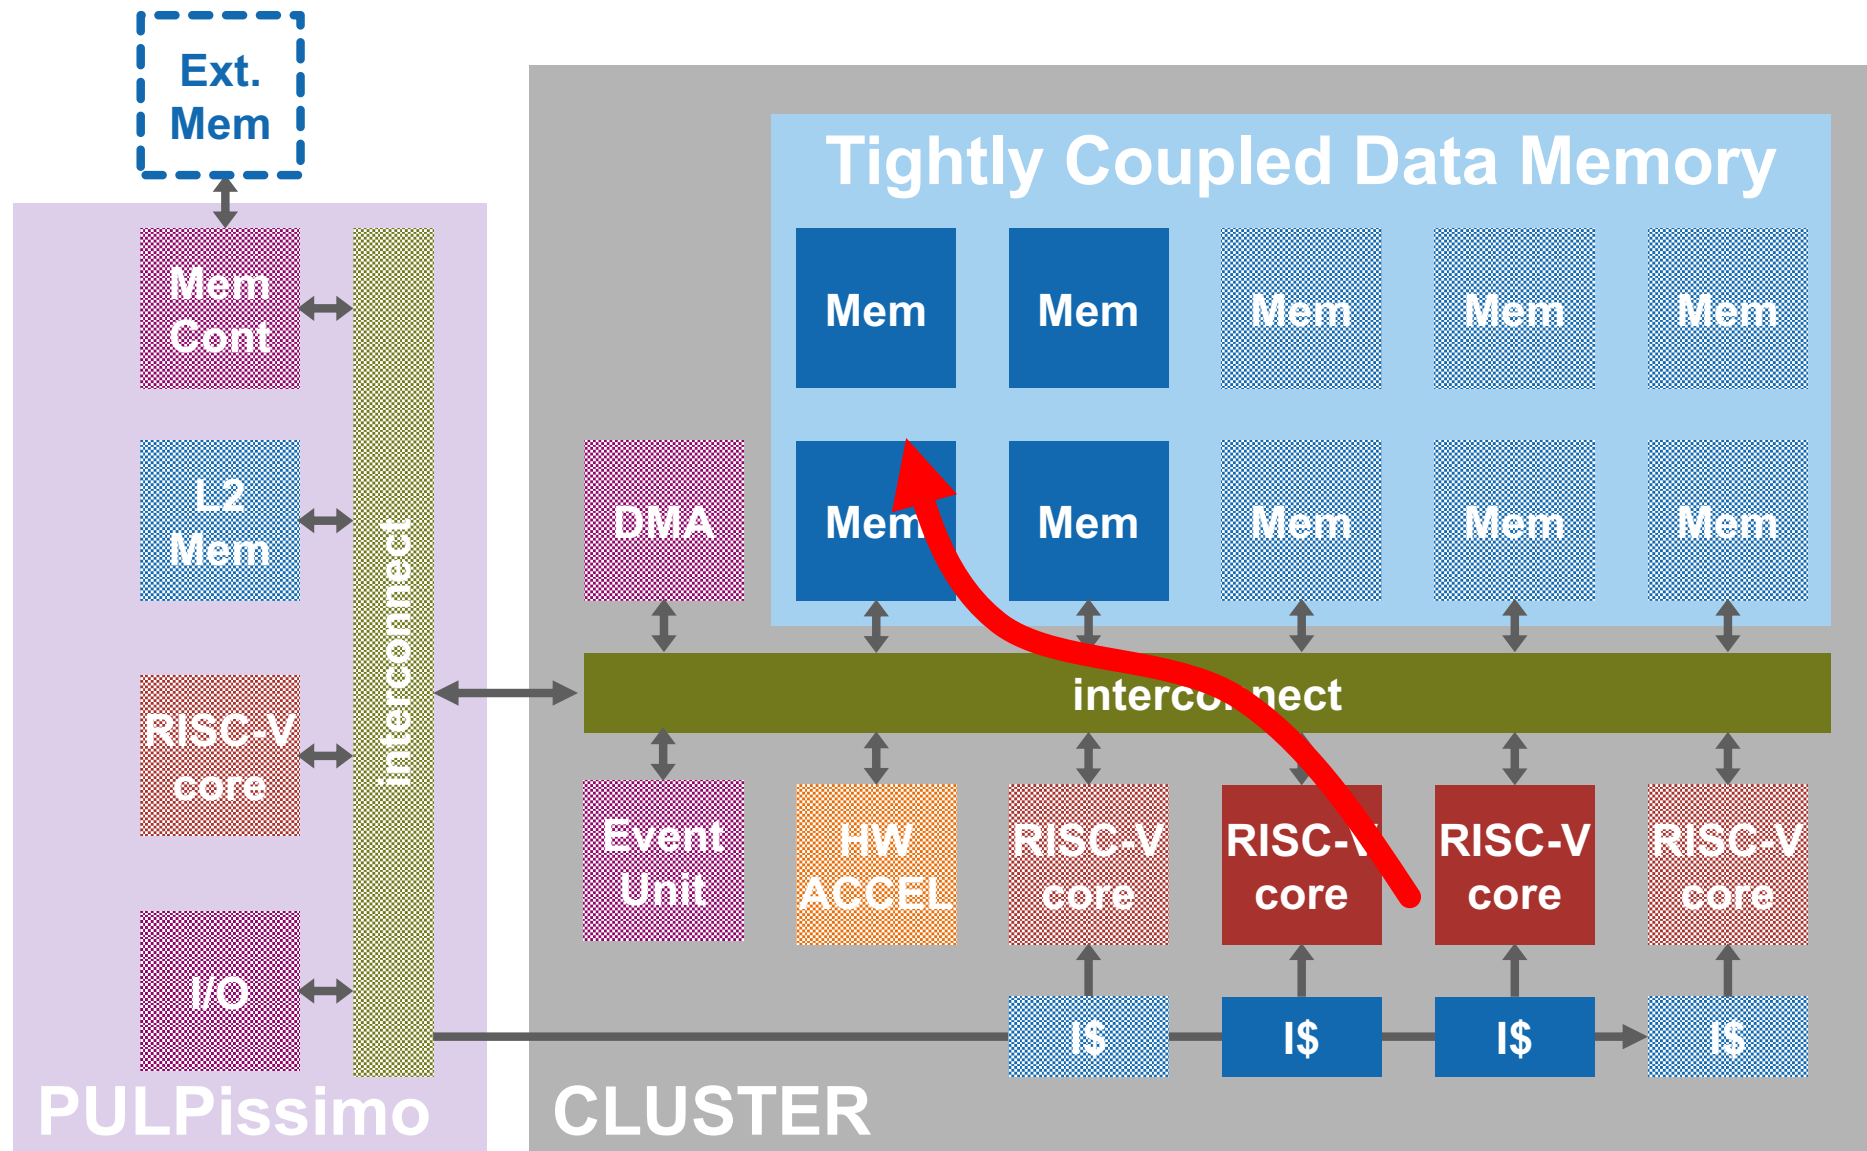 Ext.
Mem
Tightly Coupled Data Memory
Mem
Cont
Mem
Mem
Mem
Mem
Mem
L2
Mem
interconnect
DMA
Mem
Mem
Mem
Mem
Mem
interconnect
RISC-V
core
Event
Unit
HW
ACCEL
RISC-V
core
RISC-V
core
RISC-V
core
RISC-V
core
I/O
I$
I$
I$
I$
PULPissimo
CLUSTER